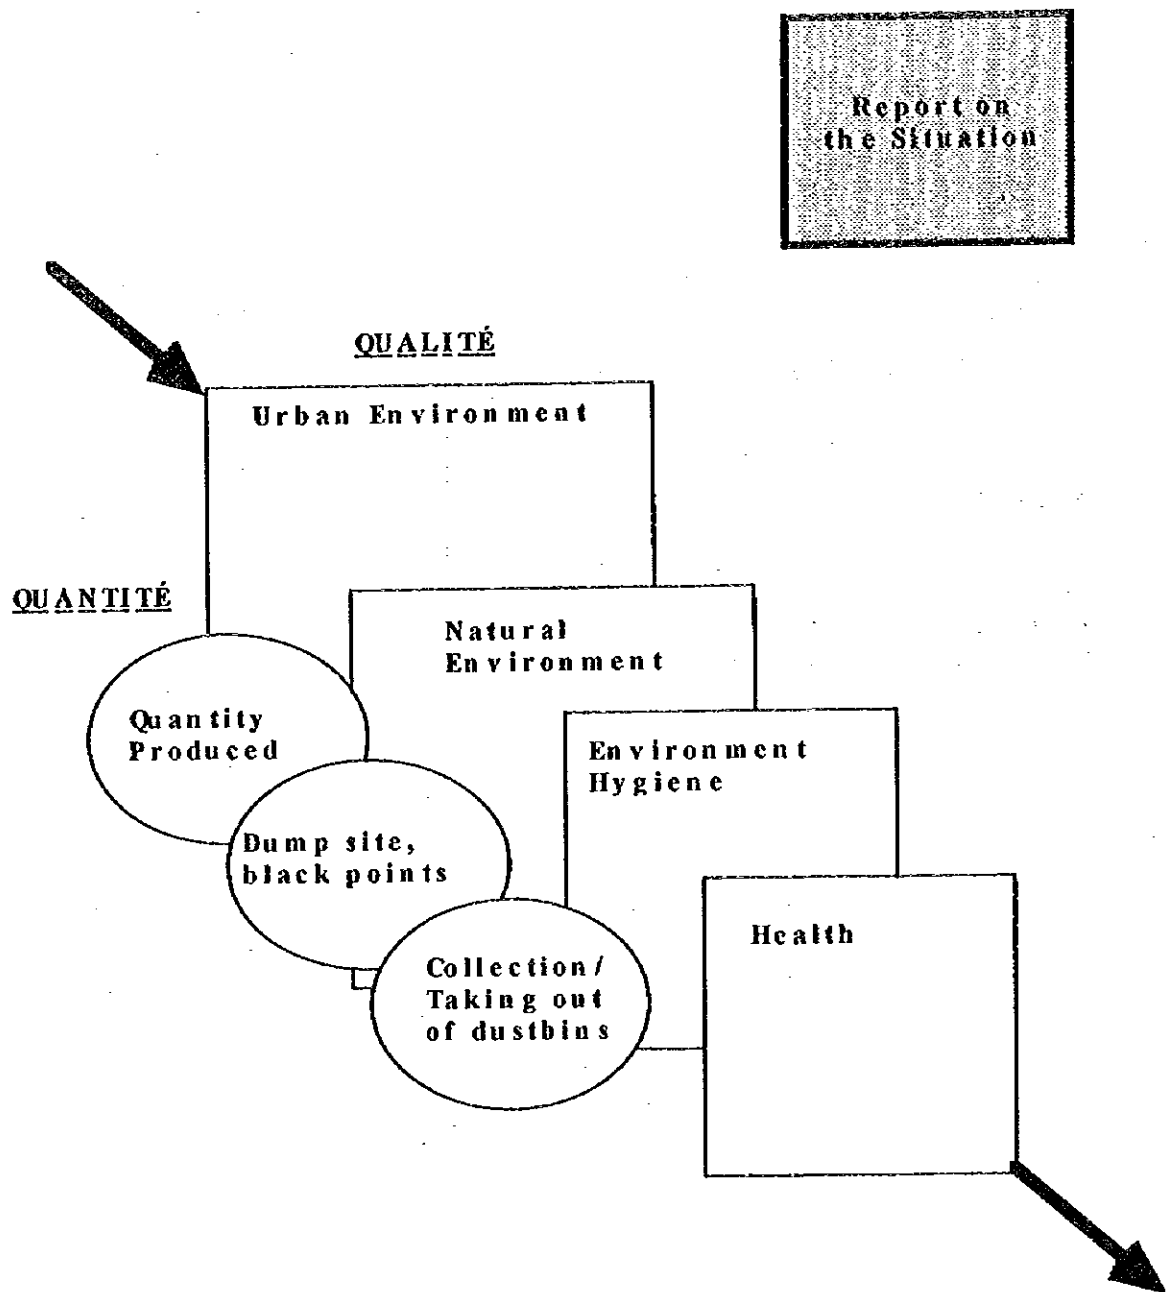 Report on
the Situation
QUALITÉ
Urban Environment
QUANTITÉ
Natural
Environment
Quantity
Produced
Environment
Hygiene
Dump site,
black points
Health
Collection/
Taking out
of dustbins